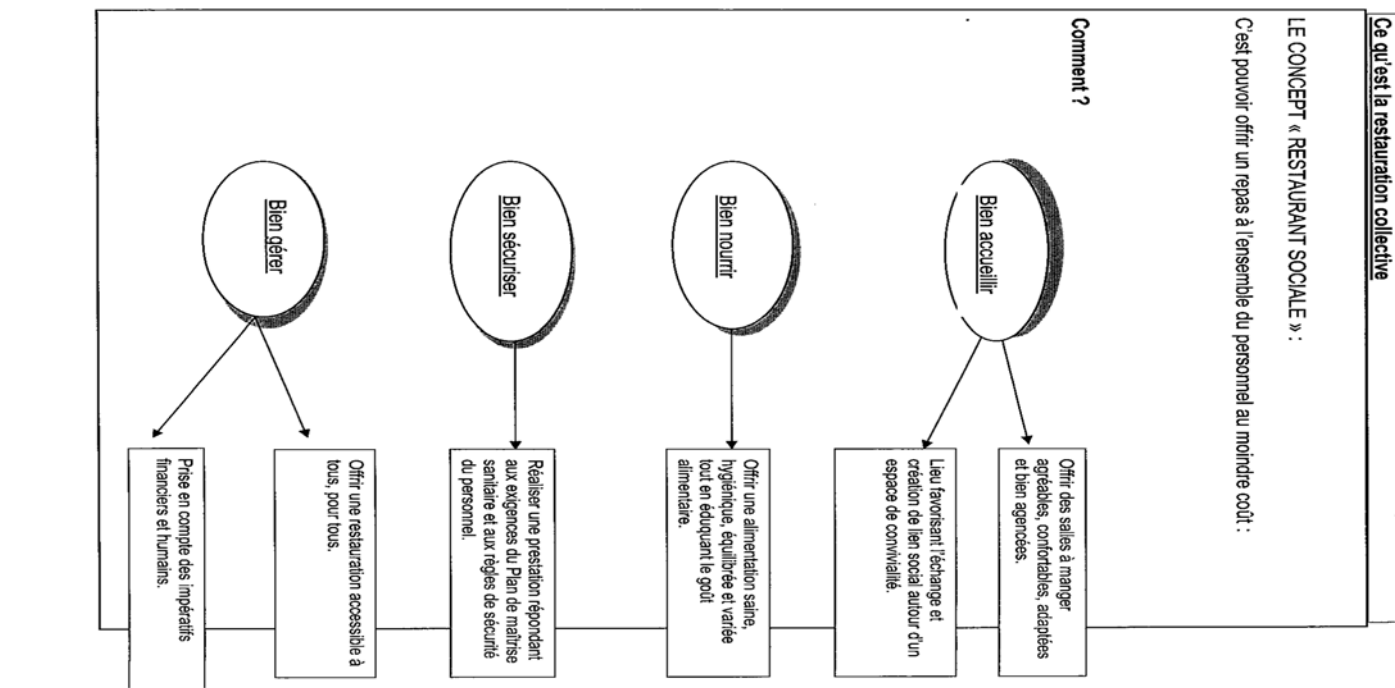 Ce qu'est la restauration collective
LE CONCEPT « RESTAURANT SOCIALE » :
C'est pouvoir offrir un repas à l'ensemble du personnel au moindre coût :
Comment ?
Bien accueillir
Offrir des salles à manger
agréables, confortables, adaptées
et bien agencées.
Lieu favorisant l'échange et
création de lien social autour d'un
espace de convivialité.
Bien nourrir
Offrir une alimentation saine,
hygiénique, équilibrée et variée
tout en éduquant le goût
alimentaire.
Bien sécuriser
Réaliser une prestation répondant
aux exigences du Plan de maîtrise
sanitaire et aux règles de sécurité
du personnel.
Bien gérer
Offrir une restauration accessible à
tous, pour tous.
Prise en compte des impératifs
financiers et humains.